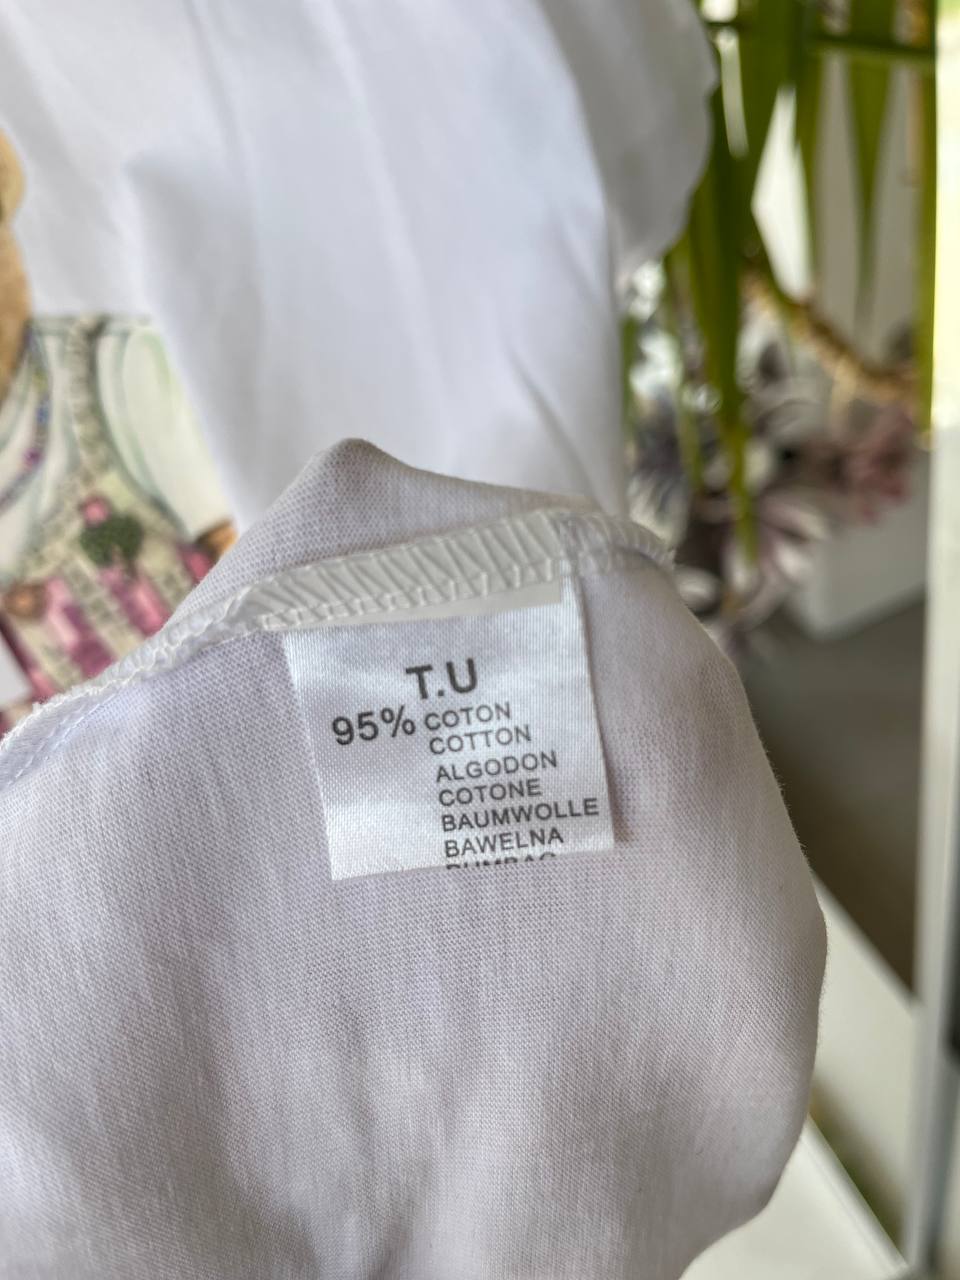 T.U
95% COTON
COTTON
ALGODON
COTONE
BAUMWOLLE
BAWELNA